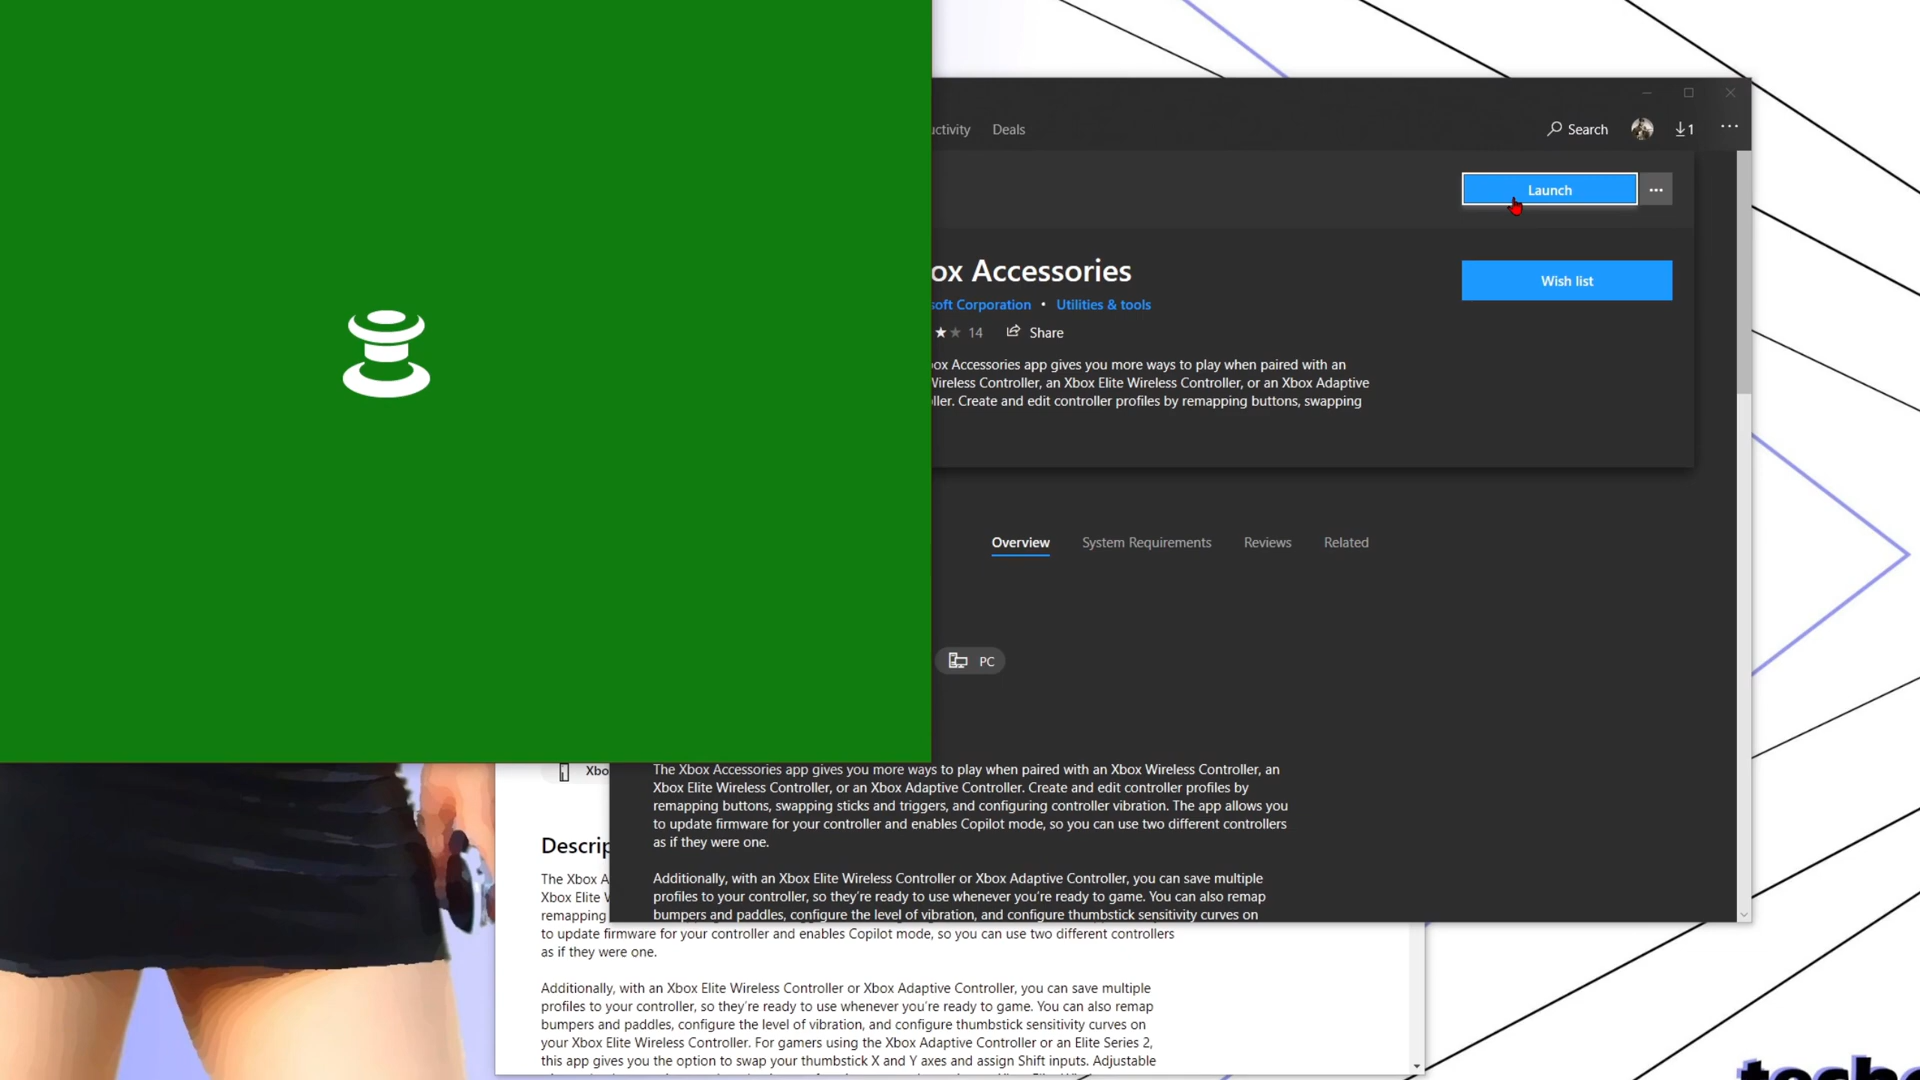 uctivity Deals
Search
1
Launch
ox Accessories
Wish list
soft Corporation • Utilities & tools
14 Share
ox Accessories app gives you more ways to play when paired with an
Wireless Controller, an Xbox Elite Wireless Controller, or an Xbox Adaptive
ller. Create and edit controller profiles by remapping buttons, swapping
Overview System Requirements Reviews Related
PC
The Xbox Accessories app gives you more ways to play when paired with an Xbox Wireless Controller, an
Xbox Elite Wireless Controller, or an Xbox Adaptive Controller. Create and edit controller profiles by
remapping buttons, swapping sticks and triggers, and configuring controller vibration. The app allows you
to update firmware for your controller and enables Copilot mode, so you can use two different controllers
as if they were one.
Additionally, with an Xbox Elite Wireless Controller or Xbox Adaptive Controller, you can save multiple
profiles to your controller, so they're ready to use whenever you're ready to game. You can also remap
bumpers and paddles, configure the level of vibration, and configure thumbstick sensitivity curves on
Xbo
Descrip
The Xbox A
Xbox Elite W
remapping
to update firmware for your controller and enables Copilot mode, so you can use two different controllers
as if they were one.
Additionally, with an Xbox Elite Wireless Controller or Xbox Adaptive Controller, you can save multiple
profiles to your controller, so they're ready to use whenever you're ready to game. You can also remap
bumpers and paddles, configure the level of vibration, and configure thumbstick sensitivity curves on
your Xbox Elite Wireless Controller. For gamers using the Xbox Adaptive Controller or an Elite Series 2,
this app gives you the option to swap your thumbstick X and Y axes and assign Shift inputs. Adjustable